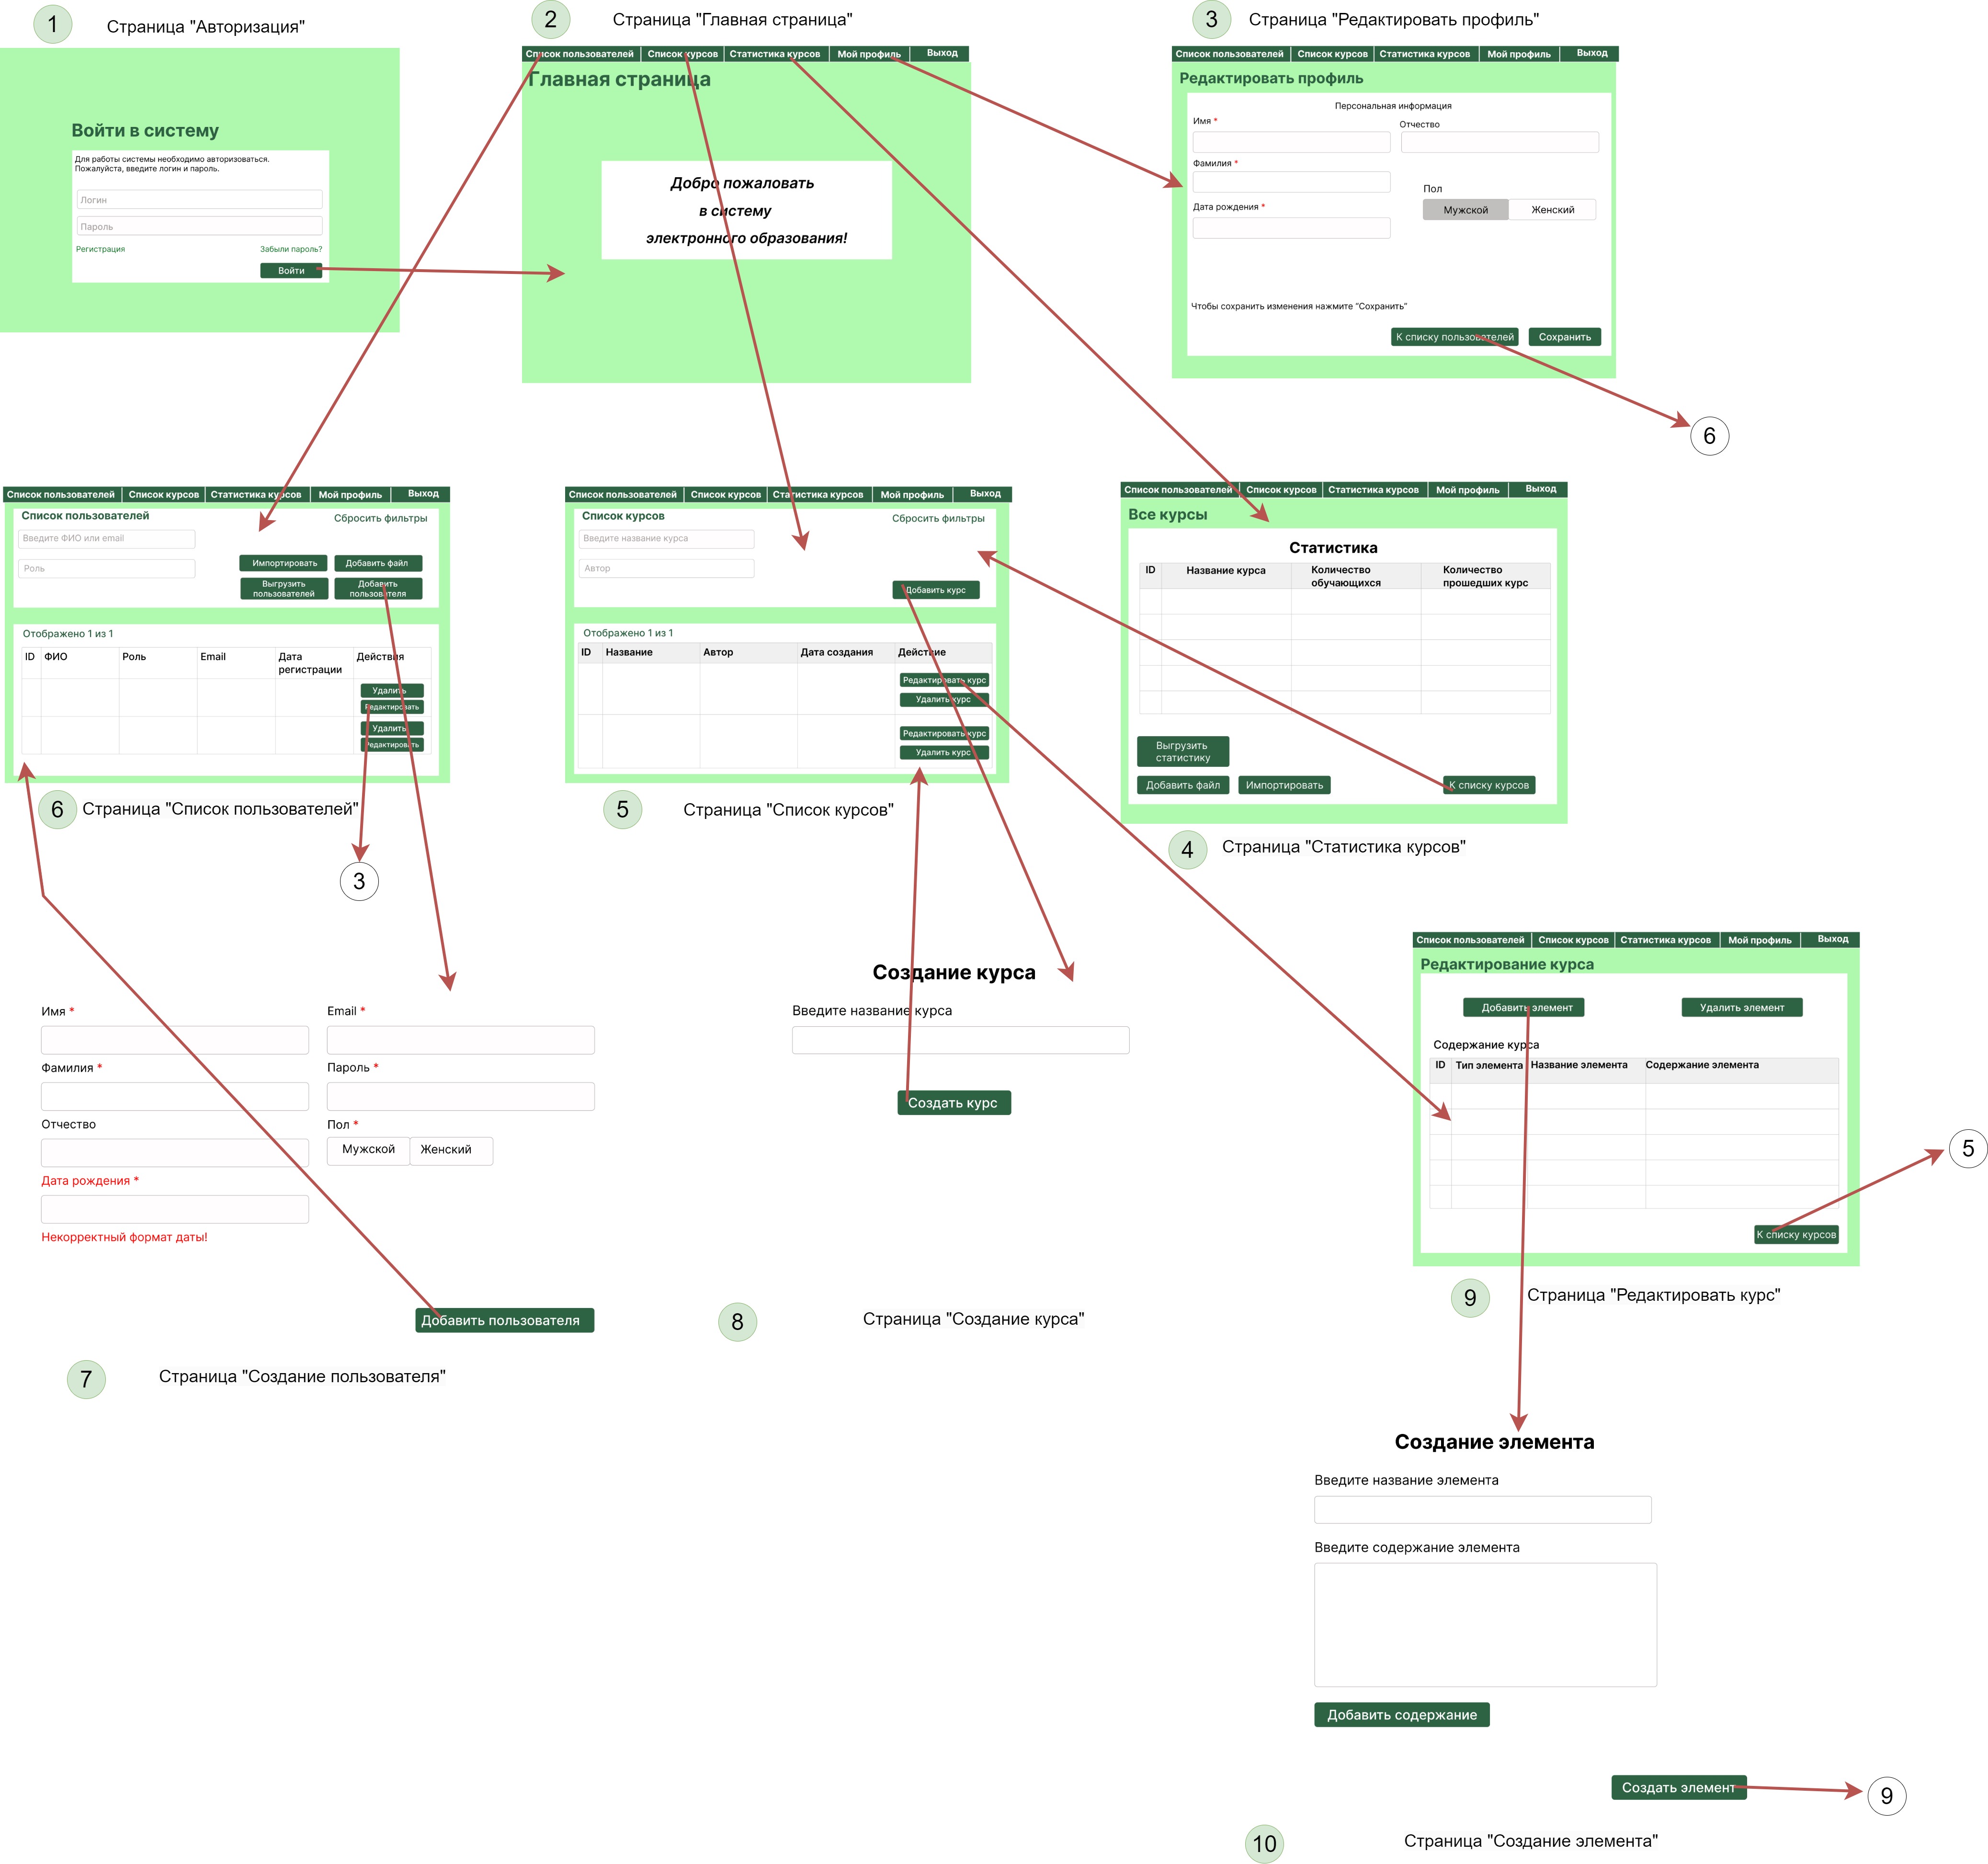 1
Страница "Авторизация"
Войти в систему
Для работы системы необходимо авторизоваться.
Пожалуйста, введите логин и пароль.
Логин
Пароль
Регистрация
Забыли пароль?
Войти
2
Страница "Главная страница"
Список пользователей Список курсов Статистика курсов Мой профиль Выход
Главная страница
Добро пожаловать
в систему
электронного образования!
3
Страница "Редактировать профиль"
Список пользователей Список курсов Статистика курсов Мой профиль Выход
Редактировать профиль
Персональная информация
Имя *
Отчество
Фамилия *
Пол
Дата рождения *
Мужской Женский
Чтобы сохранить изменения нажмите “Сохранить”
К списку пользователей Сохранить
6
Список пользователей Список курсов Статистика курсов Мой профиль Выход
Список пользователей
Сбросить фильтры
Введите ФИО или email
Роль
Импортировать Добавить файл
Выгрузить
пользователей
Добавить
пользователя
Отображено 1 из 1
ID ФИО Роль Email Дата
регистрации
Действия
Удалить
Редактировать
Удалить
Редактировать
6
Страница "Список пользователей"
3
Список пользователей Список курсов Статистика курсов Мой профиль Выход
Список курсов
Сбросить фильтры
Введите название курса
Автор
Добавить курс
Отображено 1 из 1
ID Название Автор Дата создания Действие
Редактировать курс
Удалить курс
Редактировать курс
Удалить курс
5
Страница "Список курсов"
Список пользователей Список курсов Статистика курсов Мой профиль Выход
Все курсы
Статистика
ID Название курса Количество
обучающихся
Количество
прошедших курс
Выгрузить
статистику
Добавить файл Импортировать К списку курсов
4
Страница "Статистика курсов"
Имя *
Email *
Фамилия *
Пароль *
Отчество
Пол *
Мужской Женский
Дата рождения *
Некорректный формат даты!
Добавить пользователя
7
Страница "Создание пользователя"
Создание курса
Введите название курса
Создать курс
8
Страница "Создание курса"
Список пользователей Список курсов Статистика курсов Мой профиль Выход
Редактирование курса
Добавить элемент Удалить элемент
Содержание курса
ID Тип элемента Название элемента Содержание элемента
К списку курсов
5
9
Страница "Редактировать курс"
Создание элемента
Введите название элемента
Введите содержание элемента
Добавить содержание
Создать элемент
9
10
Страница "Создание элемента"